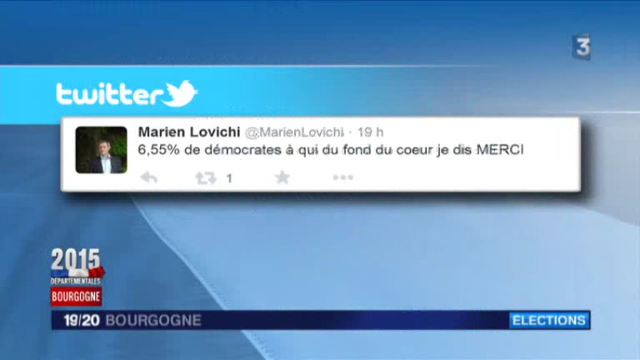 3
twitter
Marien Lovichi @MarienLovichi · 19 h
6,55% de démocrates à qui du fond du coeur je dis MERCI
1
2015
DÉPARTEMENTALES
BOURGOGNE
19/20 BOURGOGNE
ÉLECTIONS